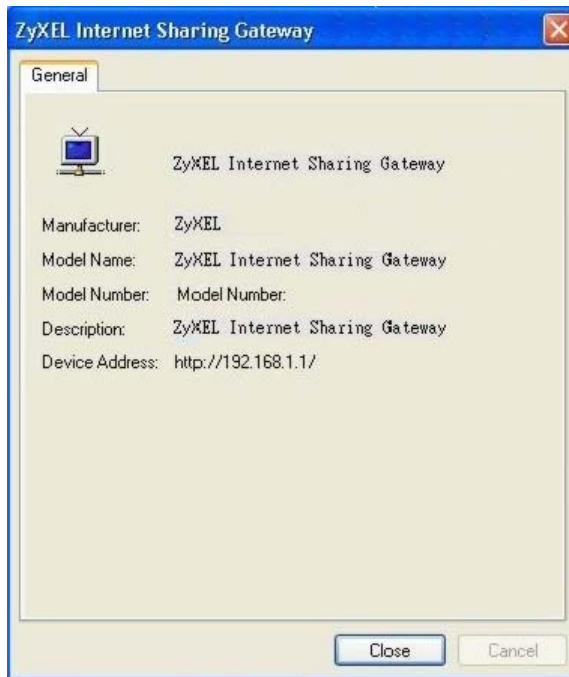 ZyXEL Internet Sharing Gateway
General
ZyXEL Internet Sharing Gateway
Manufacturer: ZyXEL
Model Name: ZyXEL Internet Sharing Gateway
Model Number: Model Number:
Description: ZyXEL Internet Sharing Gateway
Device Address: http://192.168.1.1/
Close Cancel